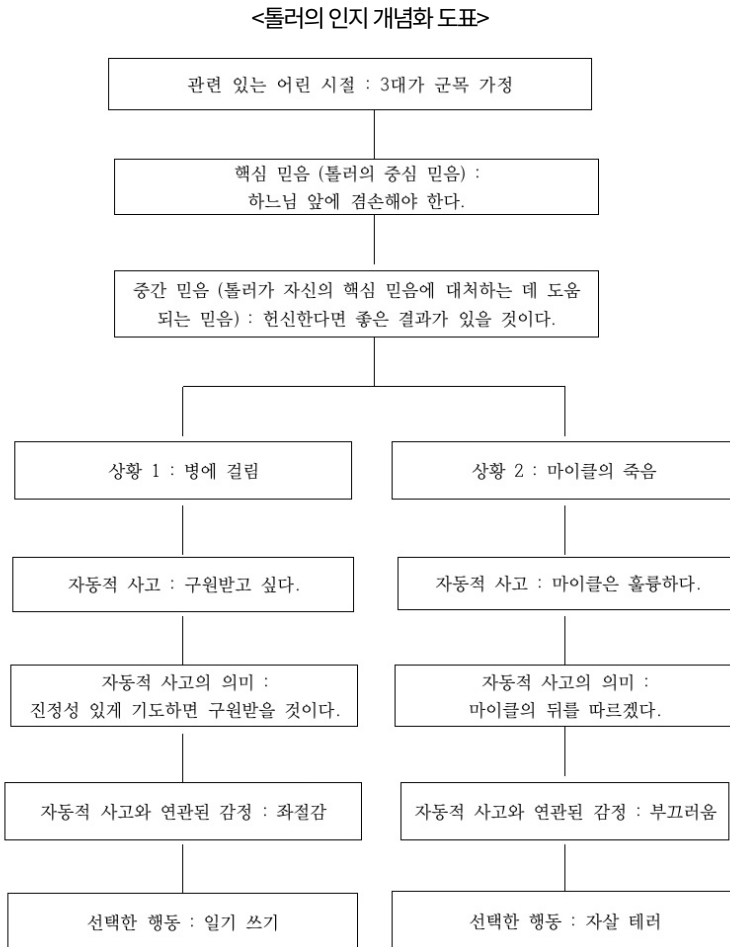 <톨러의 인지 개념화 도표>
관련 있는 어린 시절 : 3대가 군목 가정
핵심 믿음 (톨러의 중심 믿음) :
하느님 앞에 겸손해야 한다.
중간 믿음 (톨러가 자신의 핵심 믿음에 대처하는 데 도움
되는 믿음) : 헌신한다면 좋은 결과가 있을 것이다.
상황 1 : 병에 걸림
상황 2 : 마이클의 죽음
자동적 사고 : 구원받고 싶다.
자동적 사고 : 마이클은 훌륭하다.
자동적 사고의 의미 :
진정성 있게 기도하면 구원받을 것이다.
자동적 사고의 의미 :
마이클의 뒤를 따르겠다.
자동적 사고와 연관된 감정 : 좌절감
자동적 사고와 연관된 감정 : 부끄러움
선택한 행동 : 일기 쓰기
선택한 행동 : 자살 테러